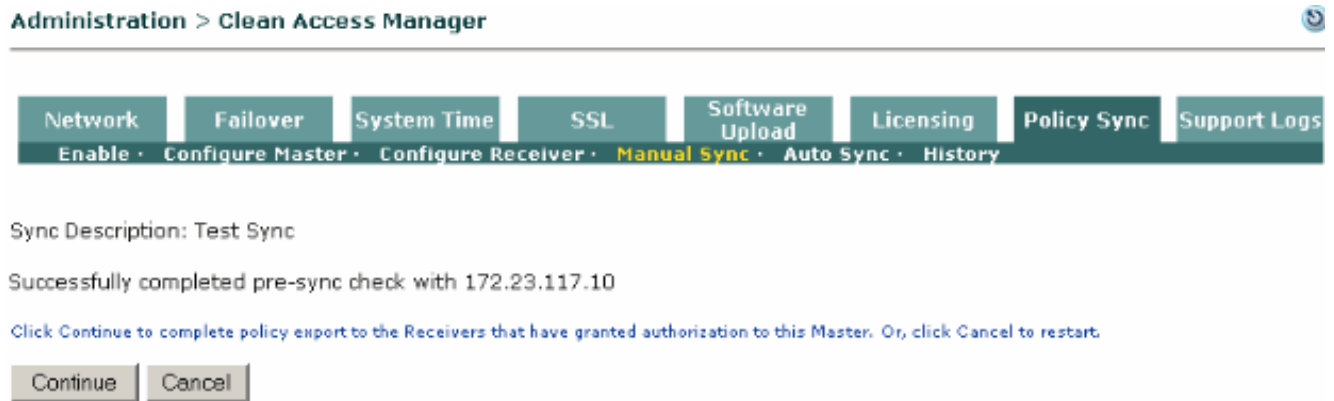 Administration > Clean Access Manager
Network Failover System Time SSL Software Upload Licensing Policy Sync Support Logs
Enable · Configure Master · Configure Receiver · Manual Sync · Auto Sync · History
Sync Description: Test Sync
Successfully completed pre-sync check with 172.23.117.10
Click Continue to complete policy export to the Receivers that have granted authorization to this Master. Or, click Cancel to restart.
Continue Cancel